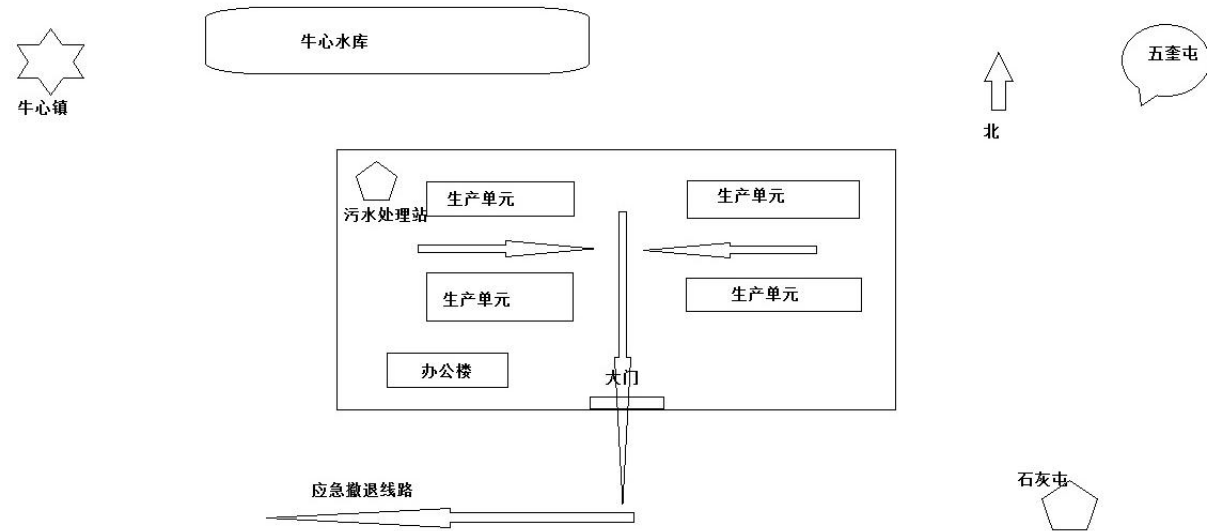 牛心水库
五奎屯
牛心镇
北
生产单元
生产单元
污水处理站
生产单元
生产单元
办公楼
大门
石灰屯
应急撤退线路